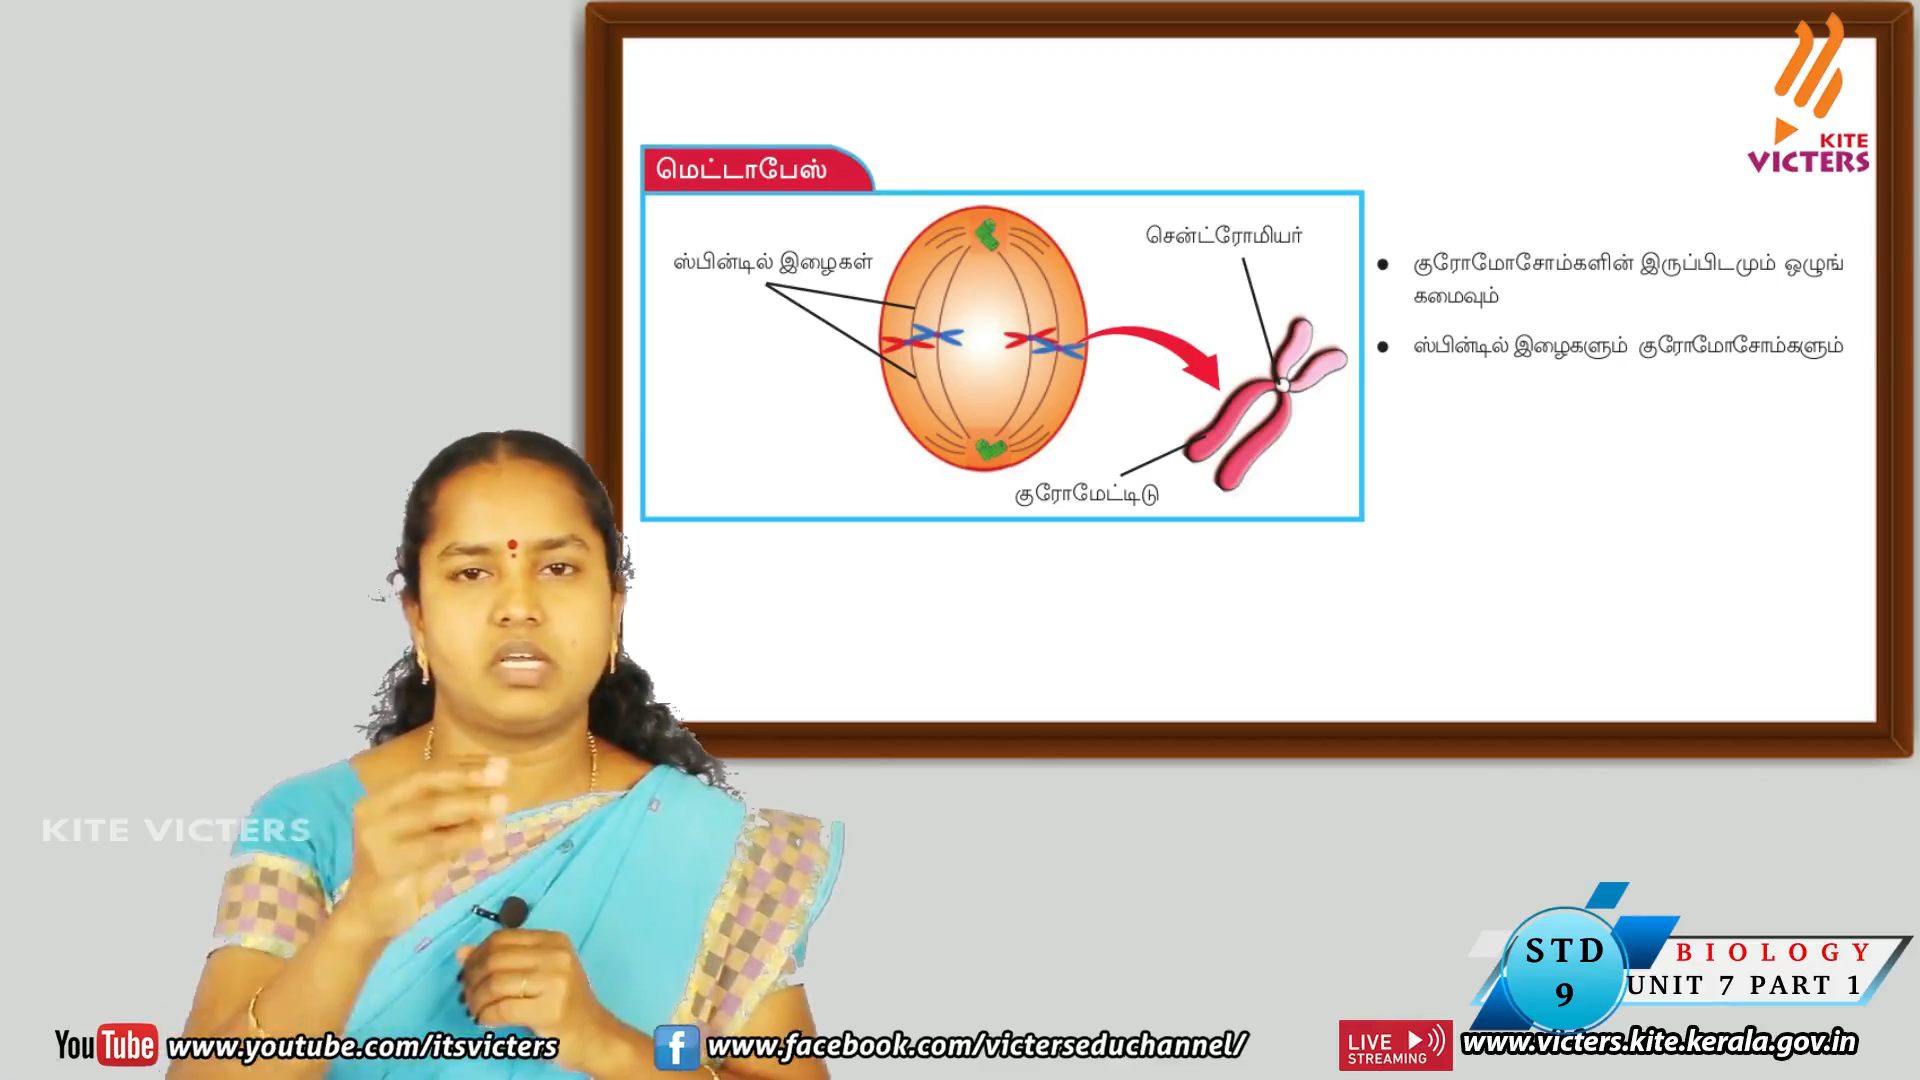 KITE
VICTERS
மெட்டாபேஸ்
ஸ்பின்டில் இழைகள்
சென்ட்ரோமியர்
குரோமேட்டிடு
● குரோமோசோம்களின் இருப்பிடமும் ஒழுங்
கமைவும்
● ஸ்பின்டில் இழைகளும் குரோமோசோம்களும்
KITE VICTERS
STD
9
BIOLOGY
UNIT 7 PART 1
YouTube www.youtube.com/itsvicters
f www.facebook.com/victerseduchannel/
LIVE
STREAMING
www.victers.kite.kerala.gov.in